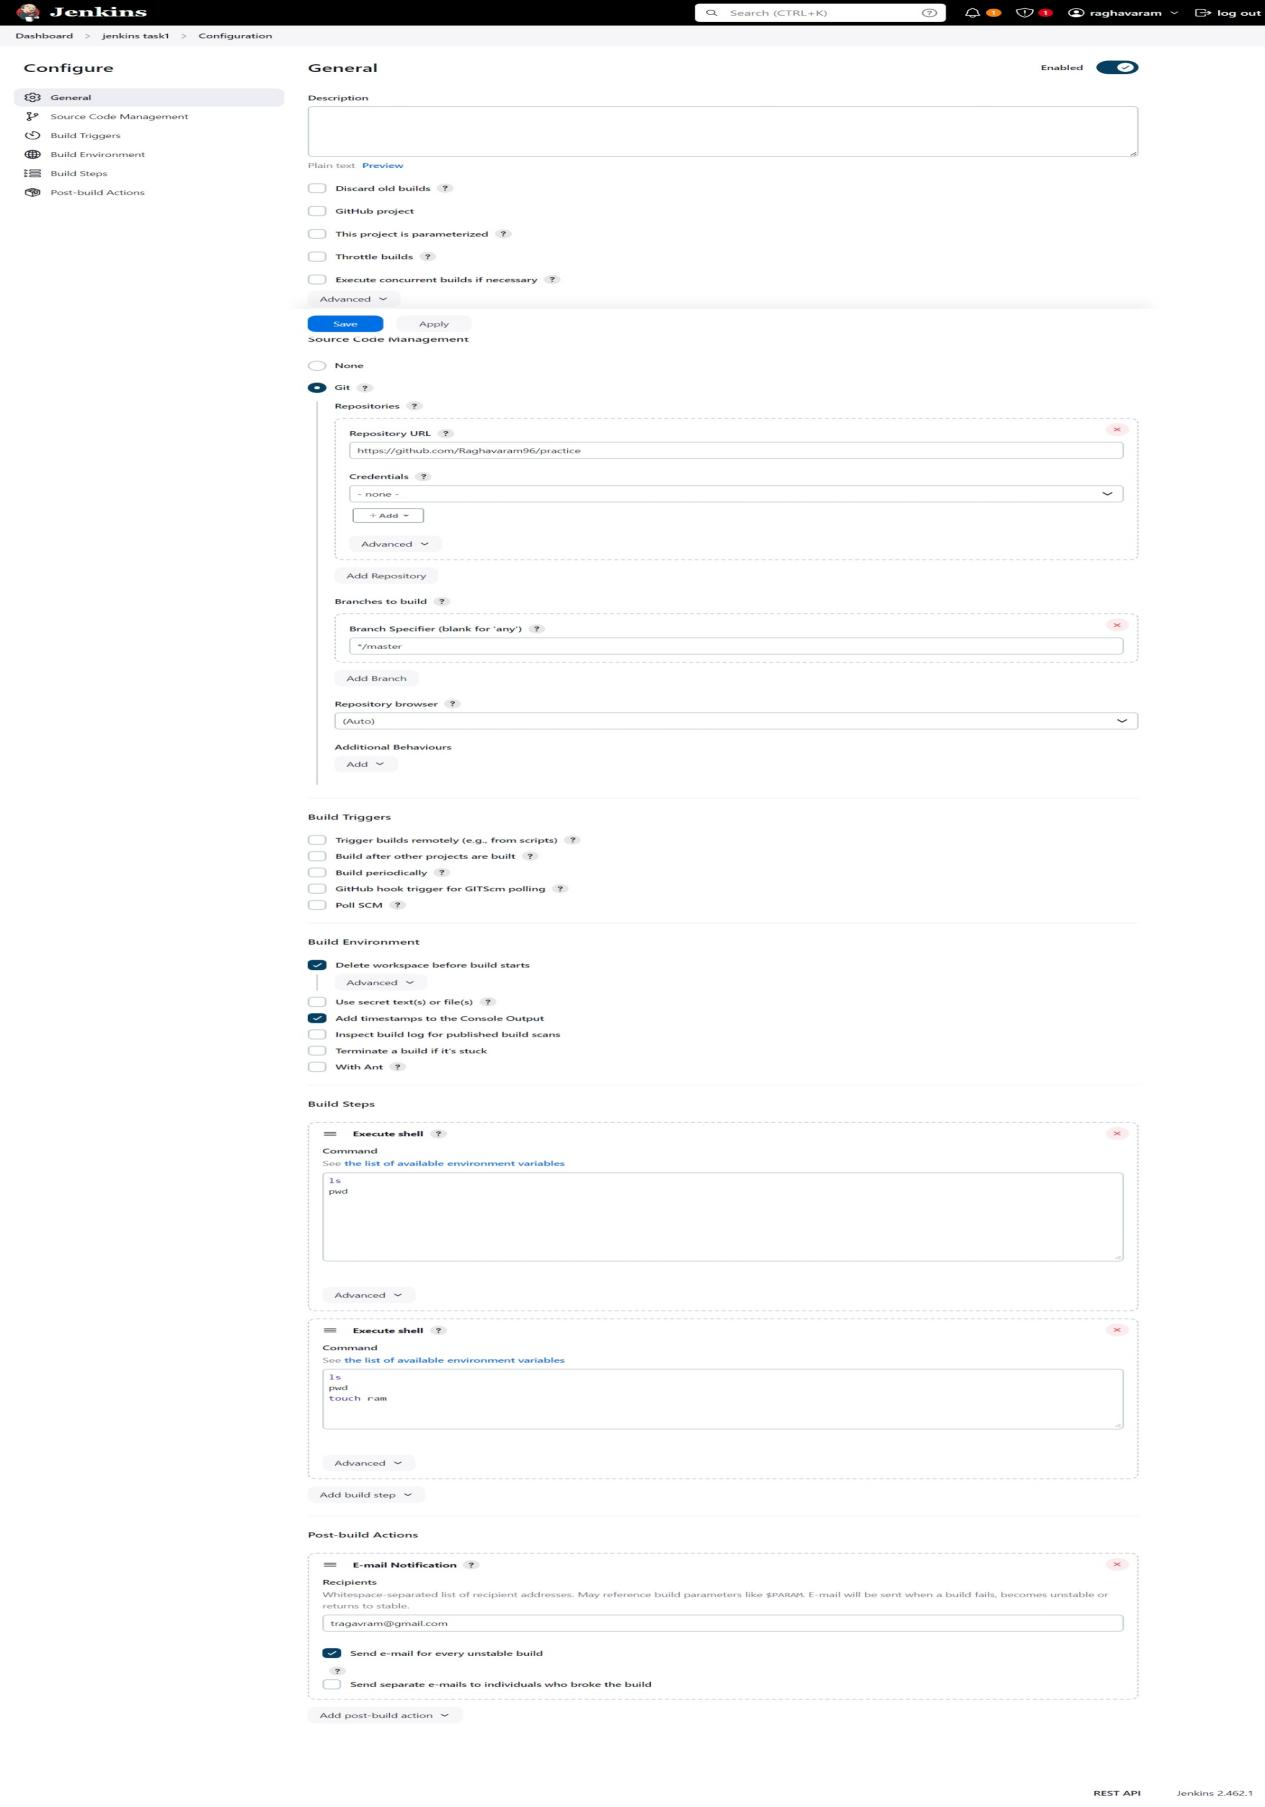 Jenkins
Search (CTRL+K)
1
1
raghavaram
log out
Dashboard > jenkins task1 > Configuration
Configure
General
Source Code Management
Build Triggers
Build Environment
Build Steps
Post-build Actions
General
Enabled
Description
Plain text Preview
Discard old builds ?
GitHub project
This project is parameterized ?
Throttle builds ?
Execute concurrent builds if necessary ?
Advanced
Save
Apply
Source Code Management
None
Git ?
Repositories ?
Repository URL ?
https://github.com/Raghavaram96/practice
Credentials ?
- none -
+ Add
Advanced
Add Repository
Branches to build ?
Branch Specifier (blank for 'any') ?
*/master
Add Branch
Repository browser ?
(Auto)
Additional Behaviours
Add
Build Triggers
Trigger builds remotely (e.g., from scripts) ?
Build after other projects are built ?
Build periodically ?
GitHub hook trigger for GITScm polling ?
Poll SCM ?
Build Environment
Delete workspace before build starts
Advanced
Use secret text(s) or file(s) ?
Add timestamps to the Console Output
Inspect build log for published build scans
Terminate a build if it's stuck
With Ant ?
Build Steps
Execute shell ?
Command
See the list of available environment variables
ls
pwd
Advanced
Execute shell ?
Command
See the list of available environment variables
ls
pwd
touch ram
Advanced
Add build step
Post-build Actions
E-mail Notification ?
Recipients
Whitespace-separated list of recipient addresses. May reference build parameters like $PARAM. E-mail will be sent when a build fails, becomes unstable or
returns to stable.
tragavram@gmail.com
Send e-mail for every unstable build
?
Send separate e-mails to individuals who broke the build
Add post-build action
REST API
Jenkins 2.462.1